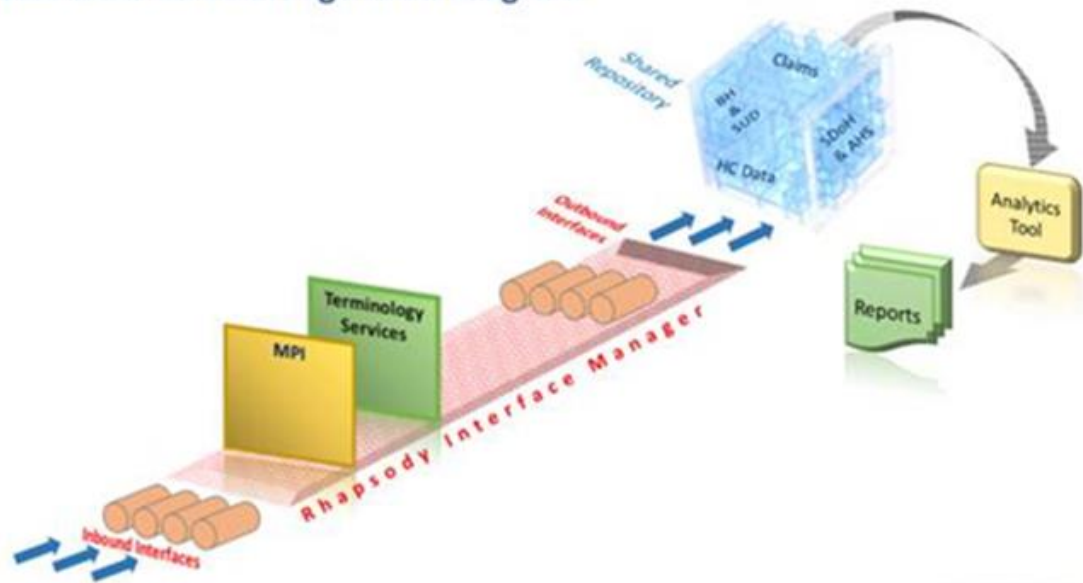 Shared
Repository
Claims
BH
&
SUD
SDoH
& AHS
HC Data
Analytics
Tool
Reports
Outbound
Interfaces
Terminology
Services
MPI
Rhapsody Interface Manager
Inbound Interfaces